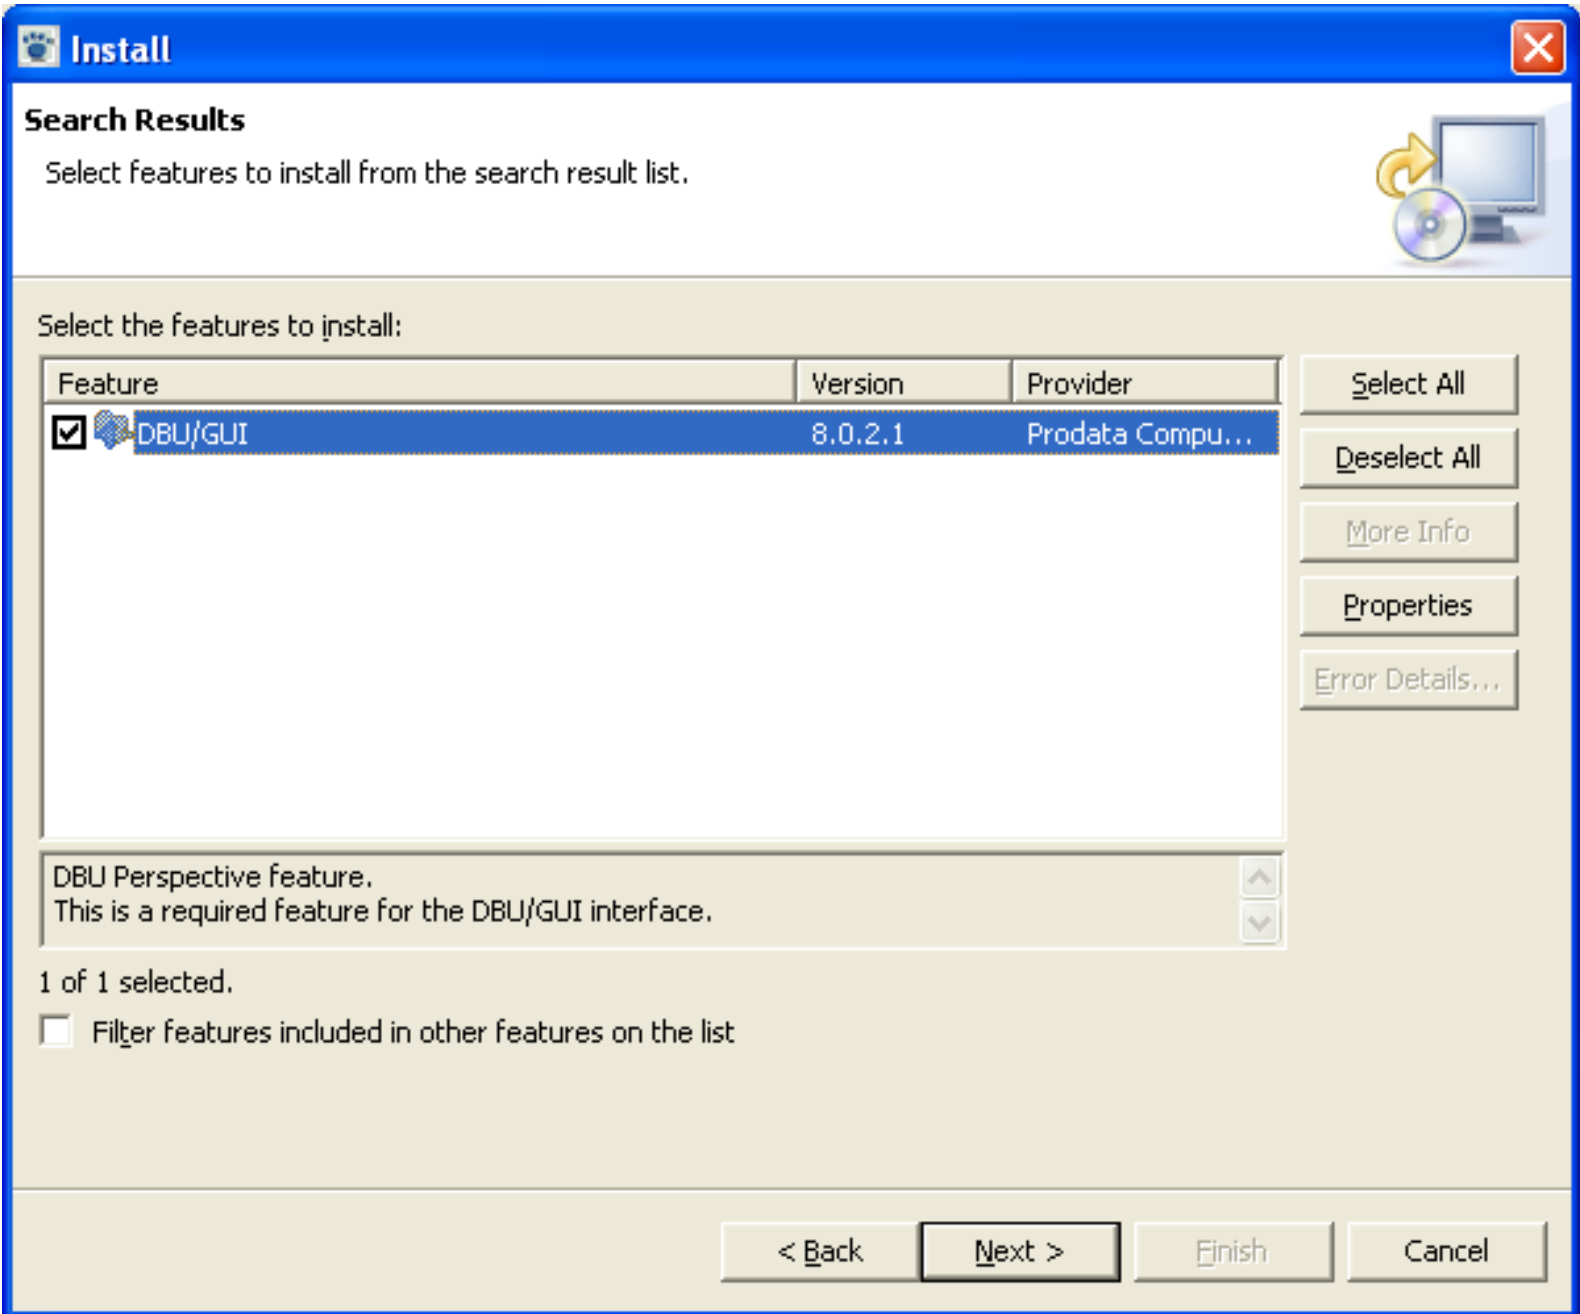 Install
Search Results
Select features to install from the search result list.
Select the features to install:
Feature Version Provider
DBU/GUI 8.0.2.1 Prodata Compu...
Select All
Deselect All
More Info
Properties
Error Details...
DBU Perspective feature.
This is a required feature for the DBU/GUI interface.
1 of 1 selected.
Filter features included in other features on the list
< Back Next > Finish Cancel